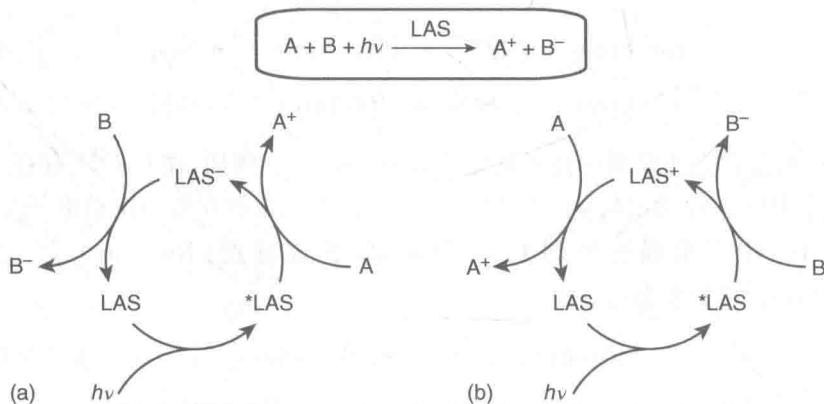 LAS
A + B + hν → A⁺ + B⁻
B
A⁺
LAS⁻
B⁻
A
LAS
*LAS
(a)
hν
A
B⁻
LAS⁺
A⁺
B
LAS
*LAS
(b)
hν